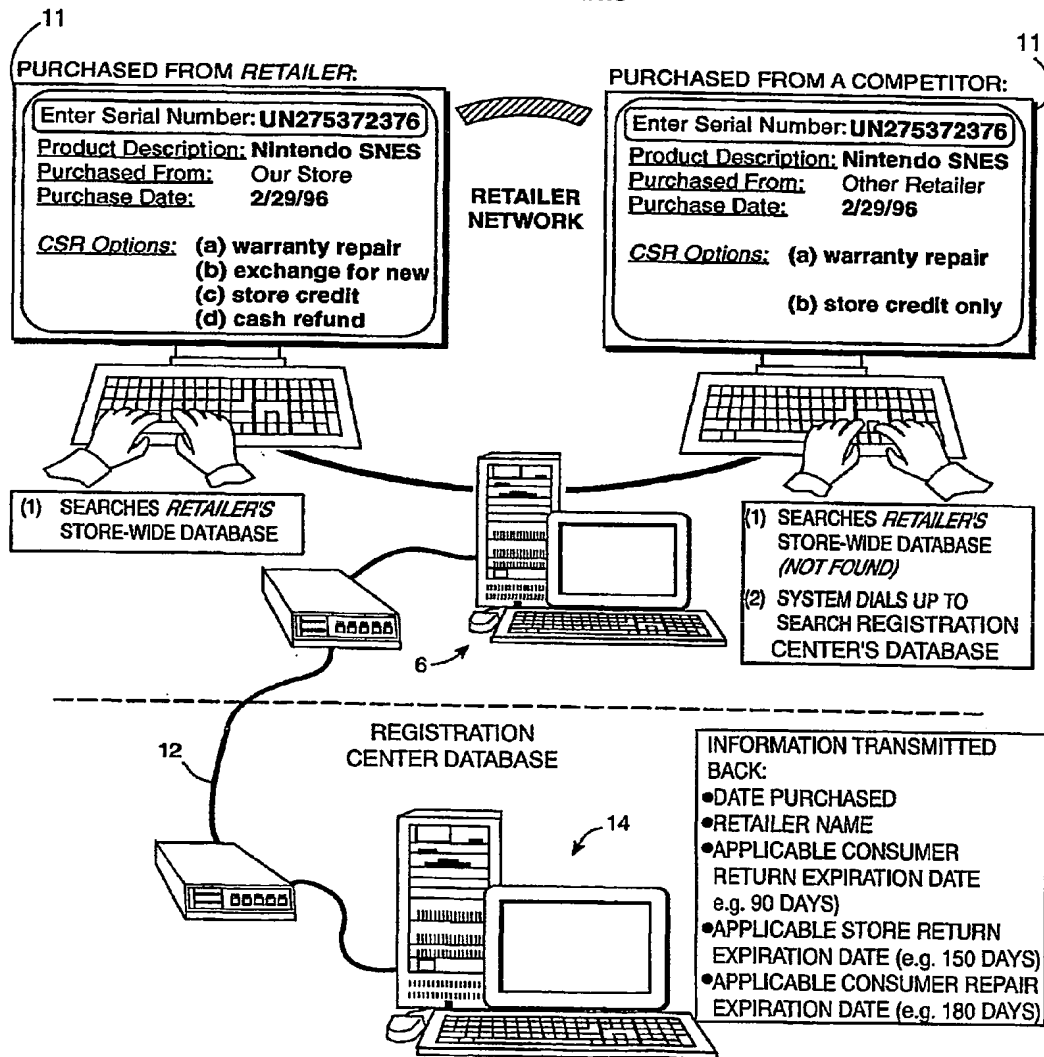 11
11
PURCHASED FROM RETAILER:
Enter Serial Number: UN275372376
Product Description: Nintendo SNES
Purchased From: Our Store
Purchase Date: 2/29/96
CSR Options: (a) warranty repair
(b) exchange for new
(c) store credit
(d) cash refund
RETAILER
NETWORK
PURCHASED FROM A COMPETITOR:
Enter Serial Number: UN275372376
Product Description: Nintendo SNES
Purchased From: Other Retailer
Purchase Date: 2/29/96
CSR Options: (a) warranty repair
(b) store credit only
(1) SEARCHES RETAILER'S
STORE-WIDE DATABASE
(1) SEARCHES RETAILER'S
STORE-WIDE DATABASE
(NOT FOUND)
(2) SYSTEM DIALS UP TO
SEARCH REGISTRATION
CENTER'S DATABASE
6
12
REGISTRATION
CENTER DATABASE
14
INFORMATION TRANSMITTED
BACK:
•DATE PURCHASED
•RETAILER NAME
•APPLICABLE CONSUMER
RETURN EXPIRATION DATE
e.g. 90 DAYS)
•APPLICABLE STORE RETURN
EXPIRATION DATE (e.g. 150 DAYS)
•APPLICABLE CONSUMER REPAIR
EXPIRATION DATE (e.g. 180 DAYS)